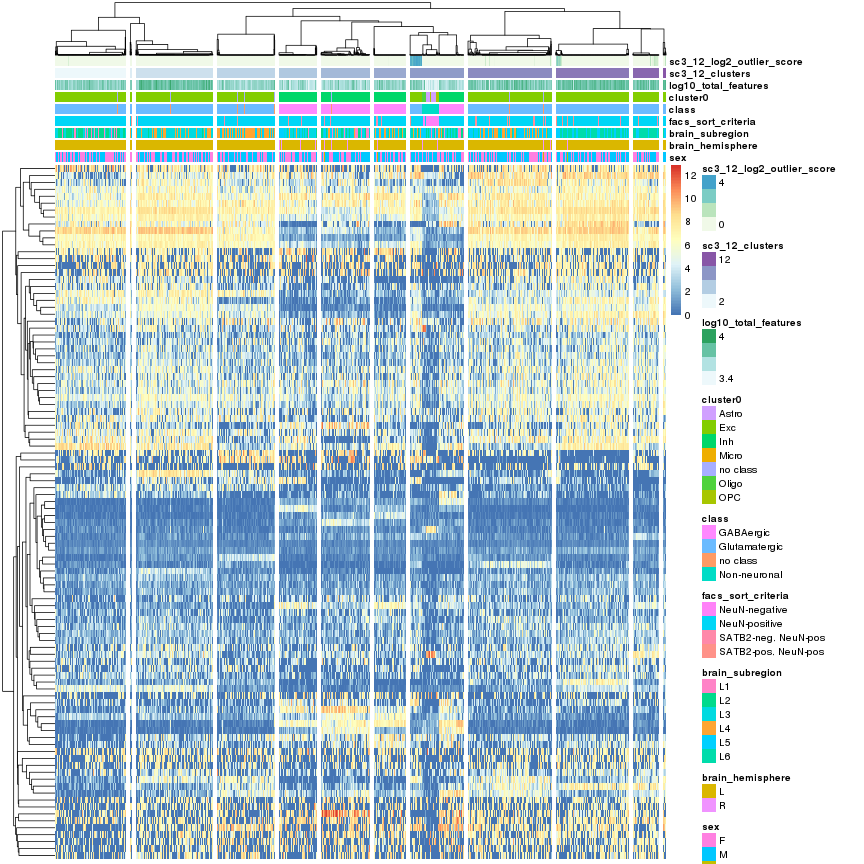 sc3_12_log2_outlier_score
sc3_12_clusters
log10_total_features
cluster0
class
facs_sort_criteria
brain_subregion
brain_hemisphere
sex
12
10
8
6
4
2
0
sc3_12_log2_outlier_score
4
0
sc3_12_clusters
12
2
log10_total_features
4
3.4
cluster0
Astro
Exc
Inh
Micro
no class
Oligo
OPC
class
GABAergic
Glutamatergic
no class
Non-neuronal
facs_sort_criteria
NeuN-negative
NeuN-positive
SATB2-neg. NeuN-pos
SATB2-pos. NeuN-pos
brain_subregion
L1
L2
L3
L4
L5
L6
brain_hemisphere
L
R
sex
F
M